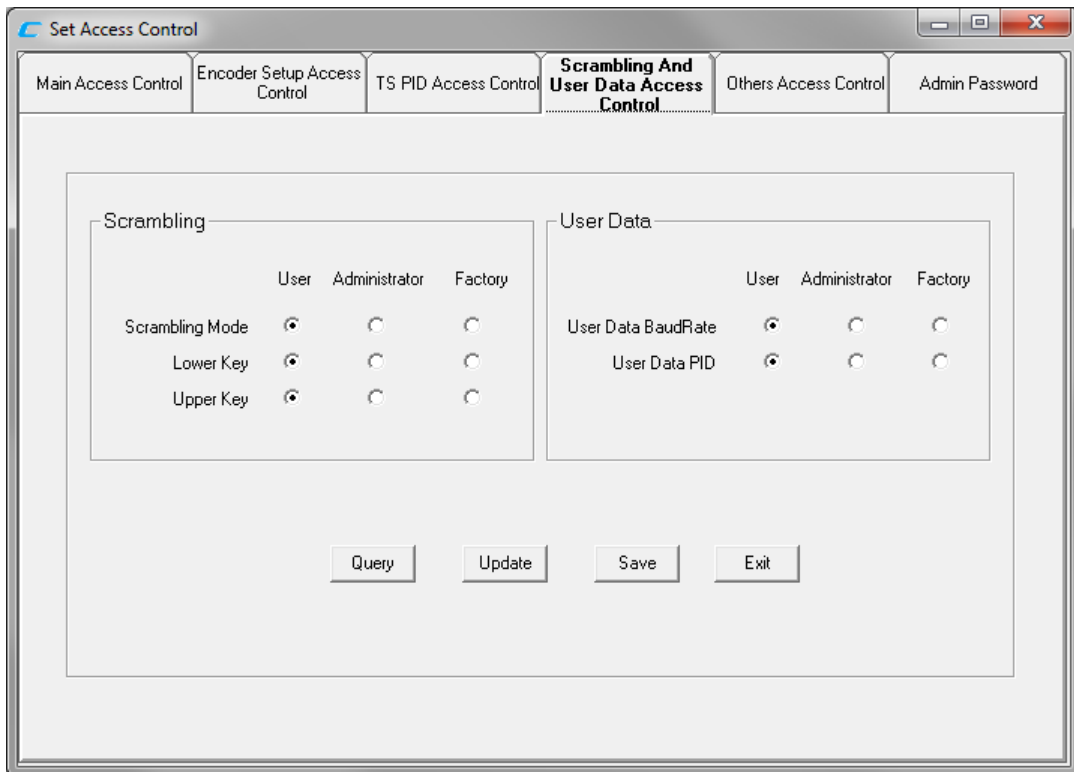 Set Access Control
Main Access Control
Encoder Setup Access
Control
TS PID Access Control
Scrambling And
User Data Access
Control
Others Access Control
Admin Password
Scrambling
User Administrator Factory
Scrambling Mode
Lower Key
Upper Key
User Data
User Administrator Factory
User Data BaudRate
User Data PID
Query Update Save Exit